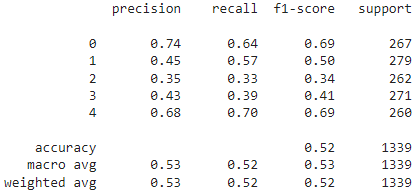 precision recall f1-score support
0 0.74 0.64 0.69 267
1 0.45 0.57 0.50 279
2 0.35 0.33 0.34 262
3 0.43 0.39 0.41 271
4 0.68 0.70 0.69 260
accuracy 0.52 1339
macro avg 0.53 0.52 0.53 1339
weighted avg 0.53 0.52 0.52 1339